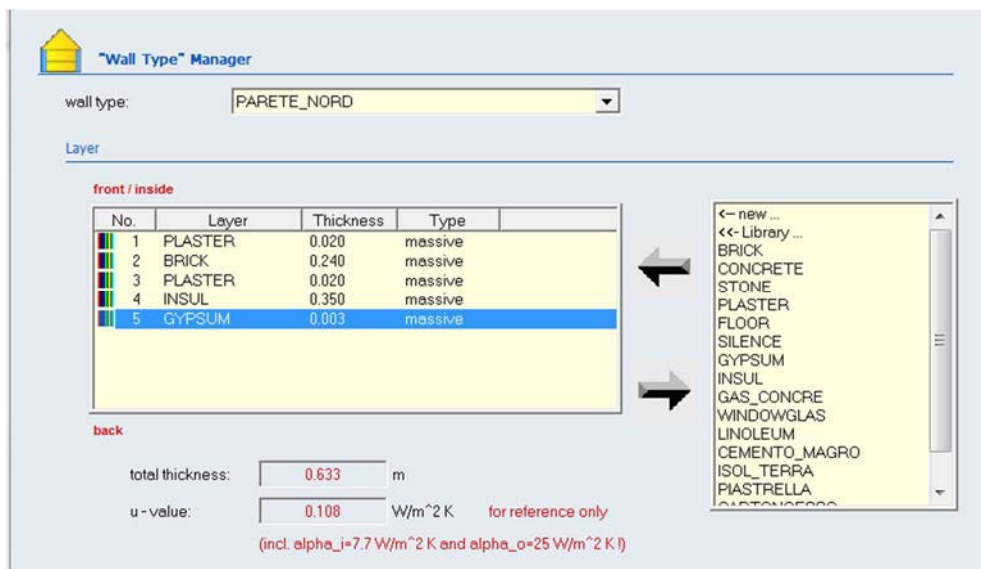 "Wall Type" Manager
wall type: PARETE_NORD
Layer
front / inside
No. Layer Thickness Type
1 PLASTER 0.020 massive
2 BRICK 0.240 massive
3 PLASTER 0.020 massive
4 INSUL 0.350 massive
5 GYPSUM 0.003 massive
back
total thickness: 0.633 m
u - value: 0.108 W/m^2 K for reference only
(incl. alpha_i=7.7 W/m^2 K and alpha_o=25 W/m^2 K !)
<-- new ...
<<- Library ...
BRICK
CONCRETE
STONE
PLASTER
FLOOR
SILENCE
GYPSUM
INSUL
GAS_CONCRE
WINDOWGLAS
LINOLEUM
CEMENTO_MAGRO
ISOL_TERRA
PIASTRELLA